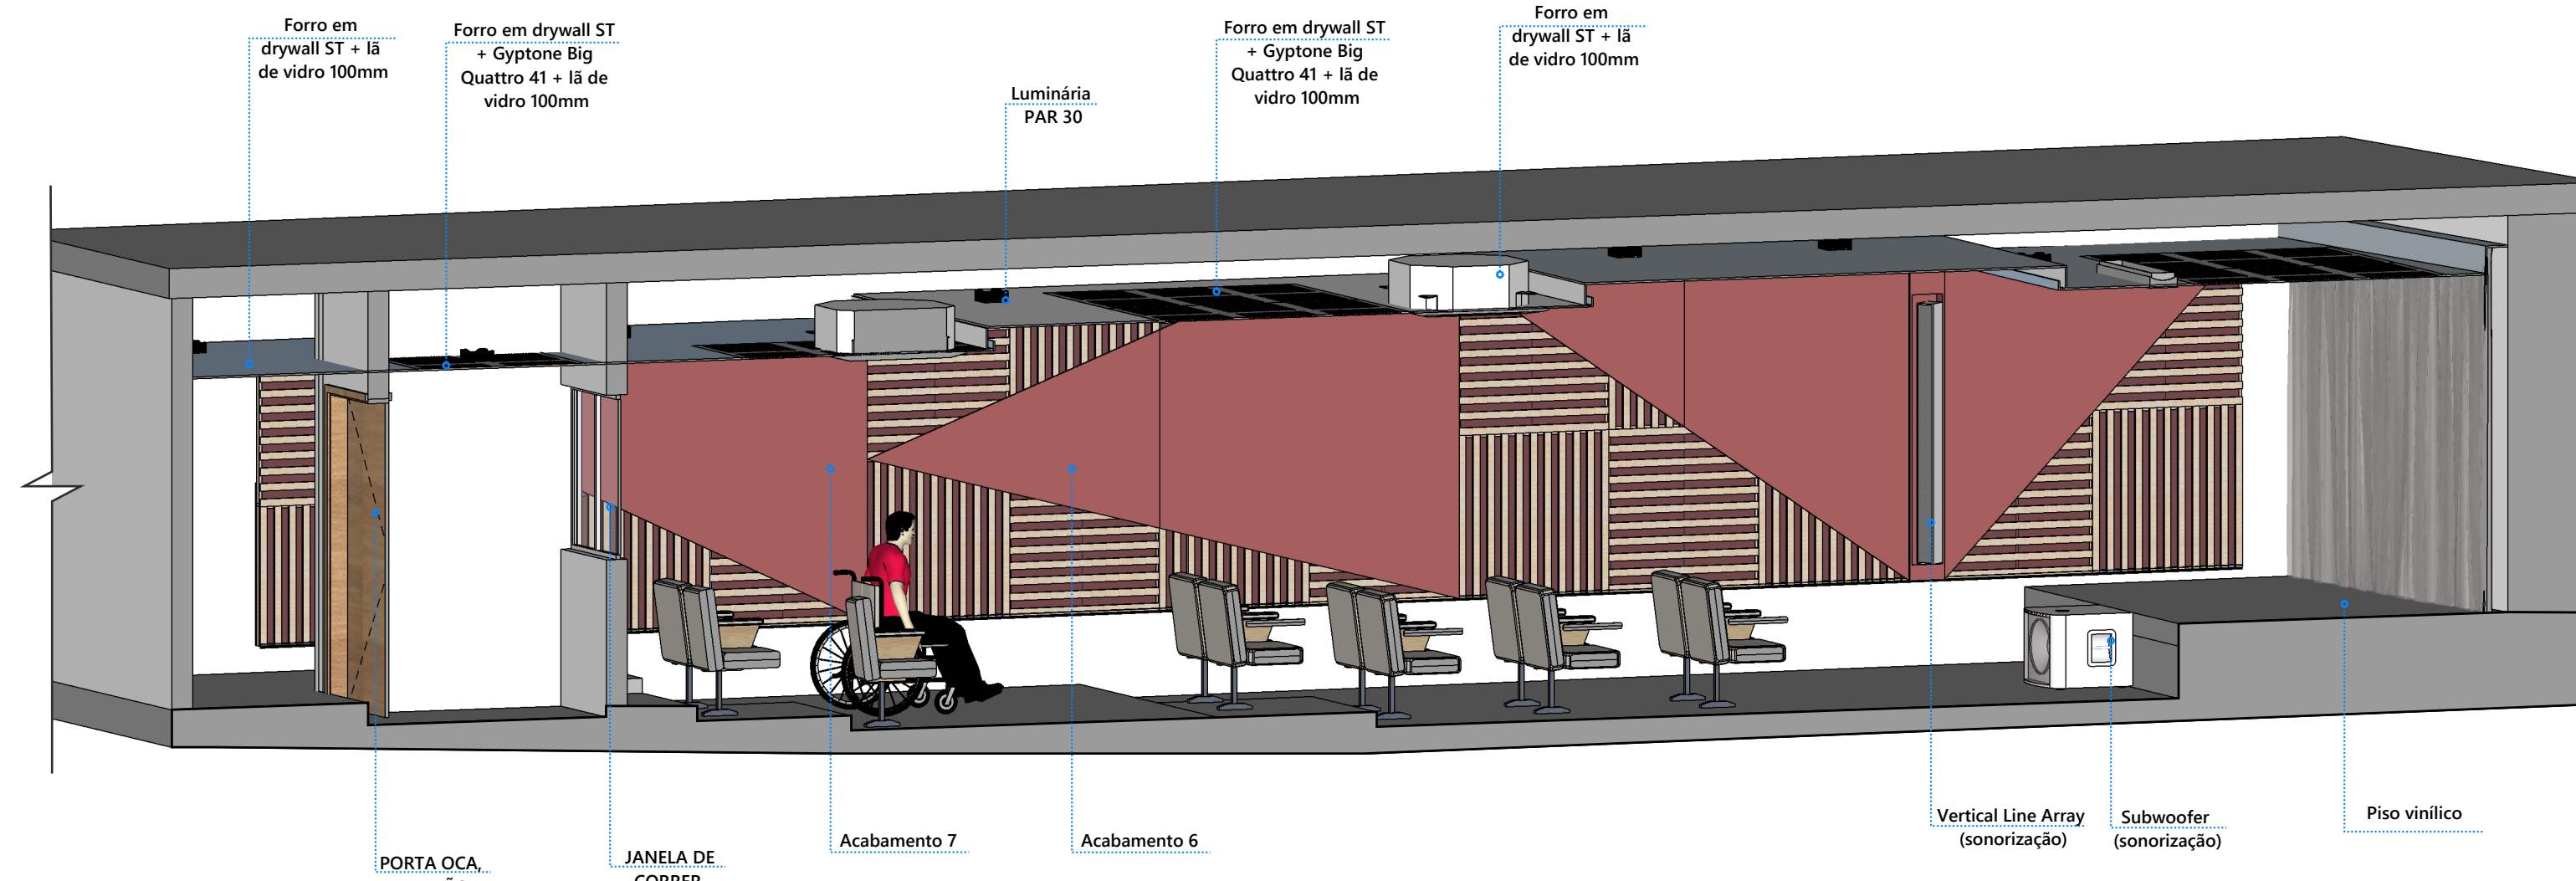 Forro em
drywall ST + lã
de vidro 100mm
Forro em drywall ST
+ Gyptone Big
Quattro 41 + lã de
vidro 100mm
Luminária
PAR 30
Forro em drywall ST
+ Gyptone Big
Quattro 41 + lã de
vidro 100mm
Forro em
drywall ST + lã
de vidro 100mm
PORTA OCA,
JANELA DE
CORRER
Acabamento 7
Acabamento 6
Vertical Line Array
(sonorização)
Subwoofer
(sonorização)
Piso vinílico